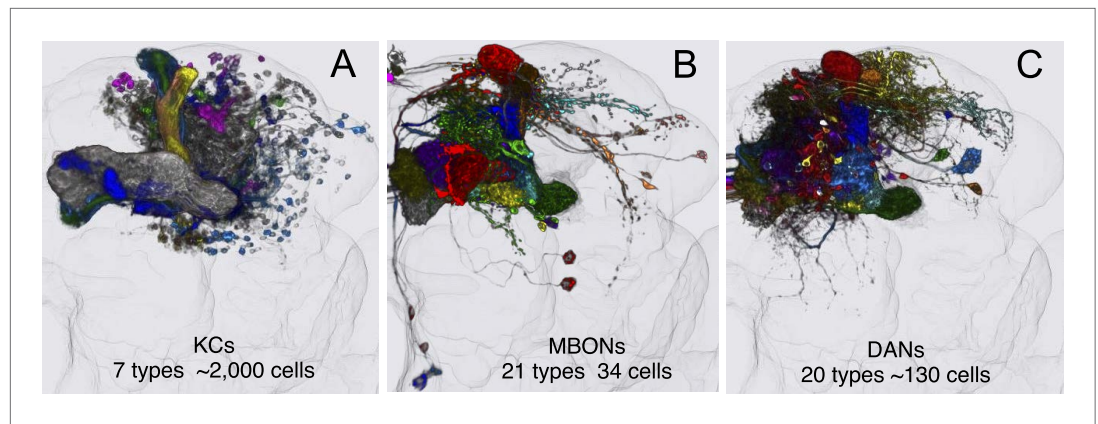 A
B
C
KCs
7 types ~2,000 cells
MBONs
21 types 34 cells
DANs
20 types ~130 cells